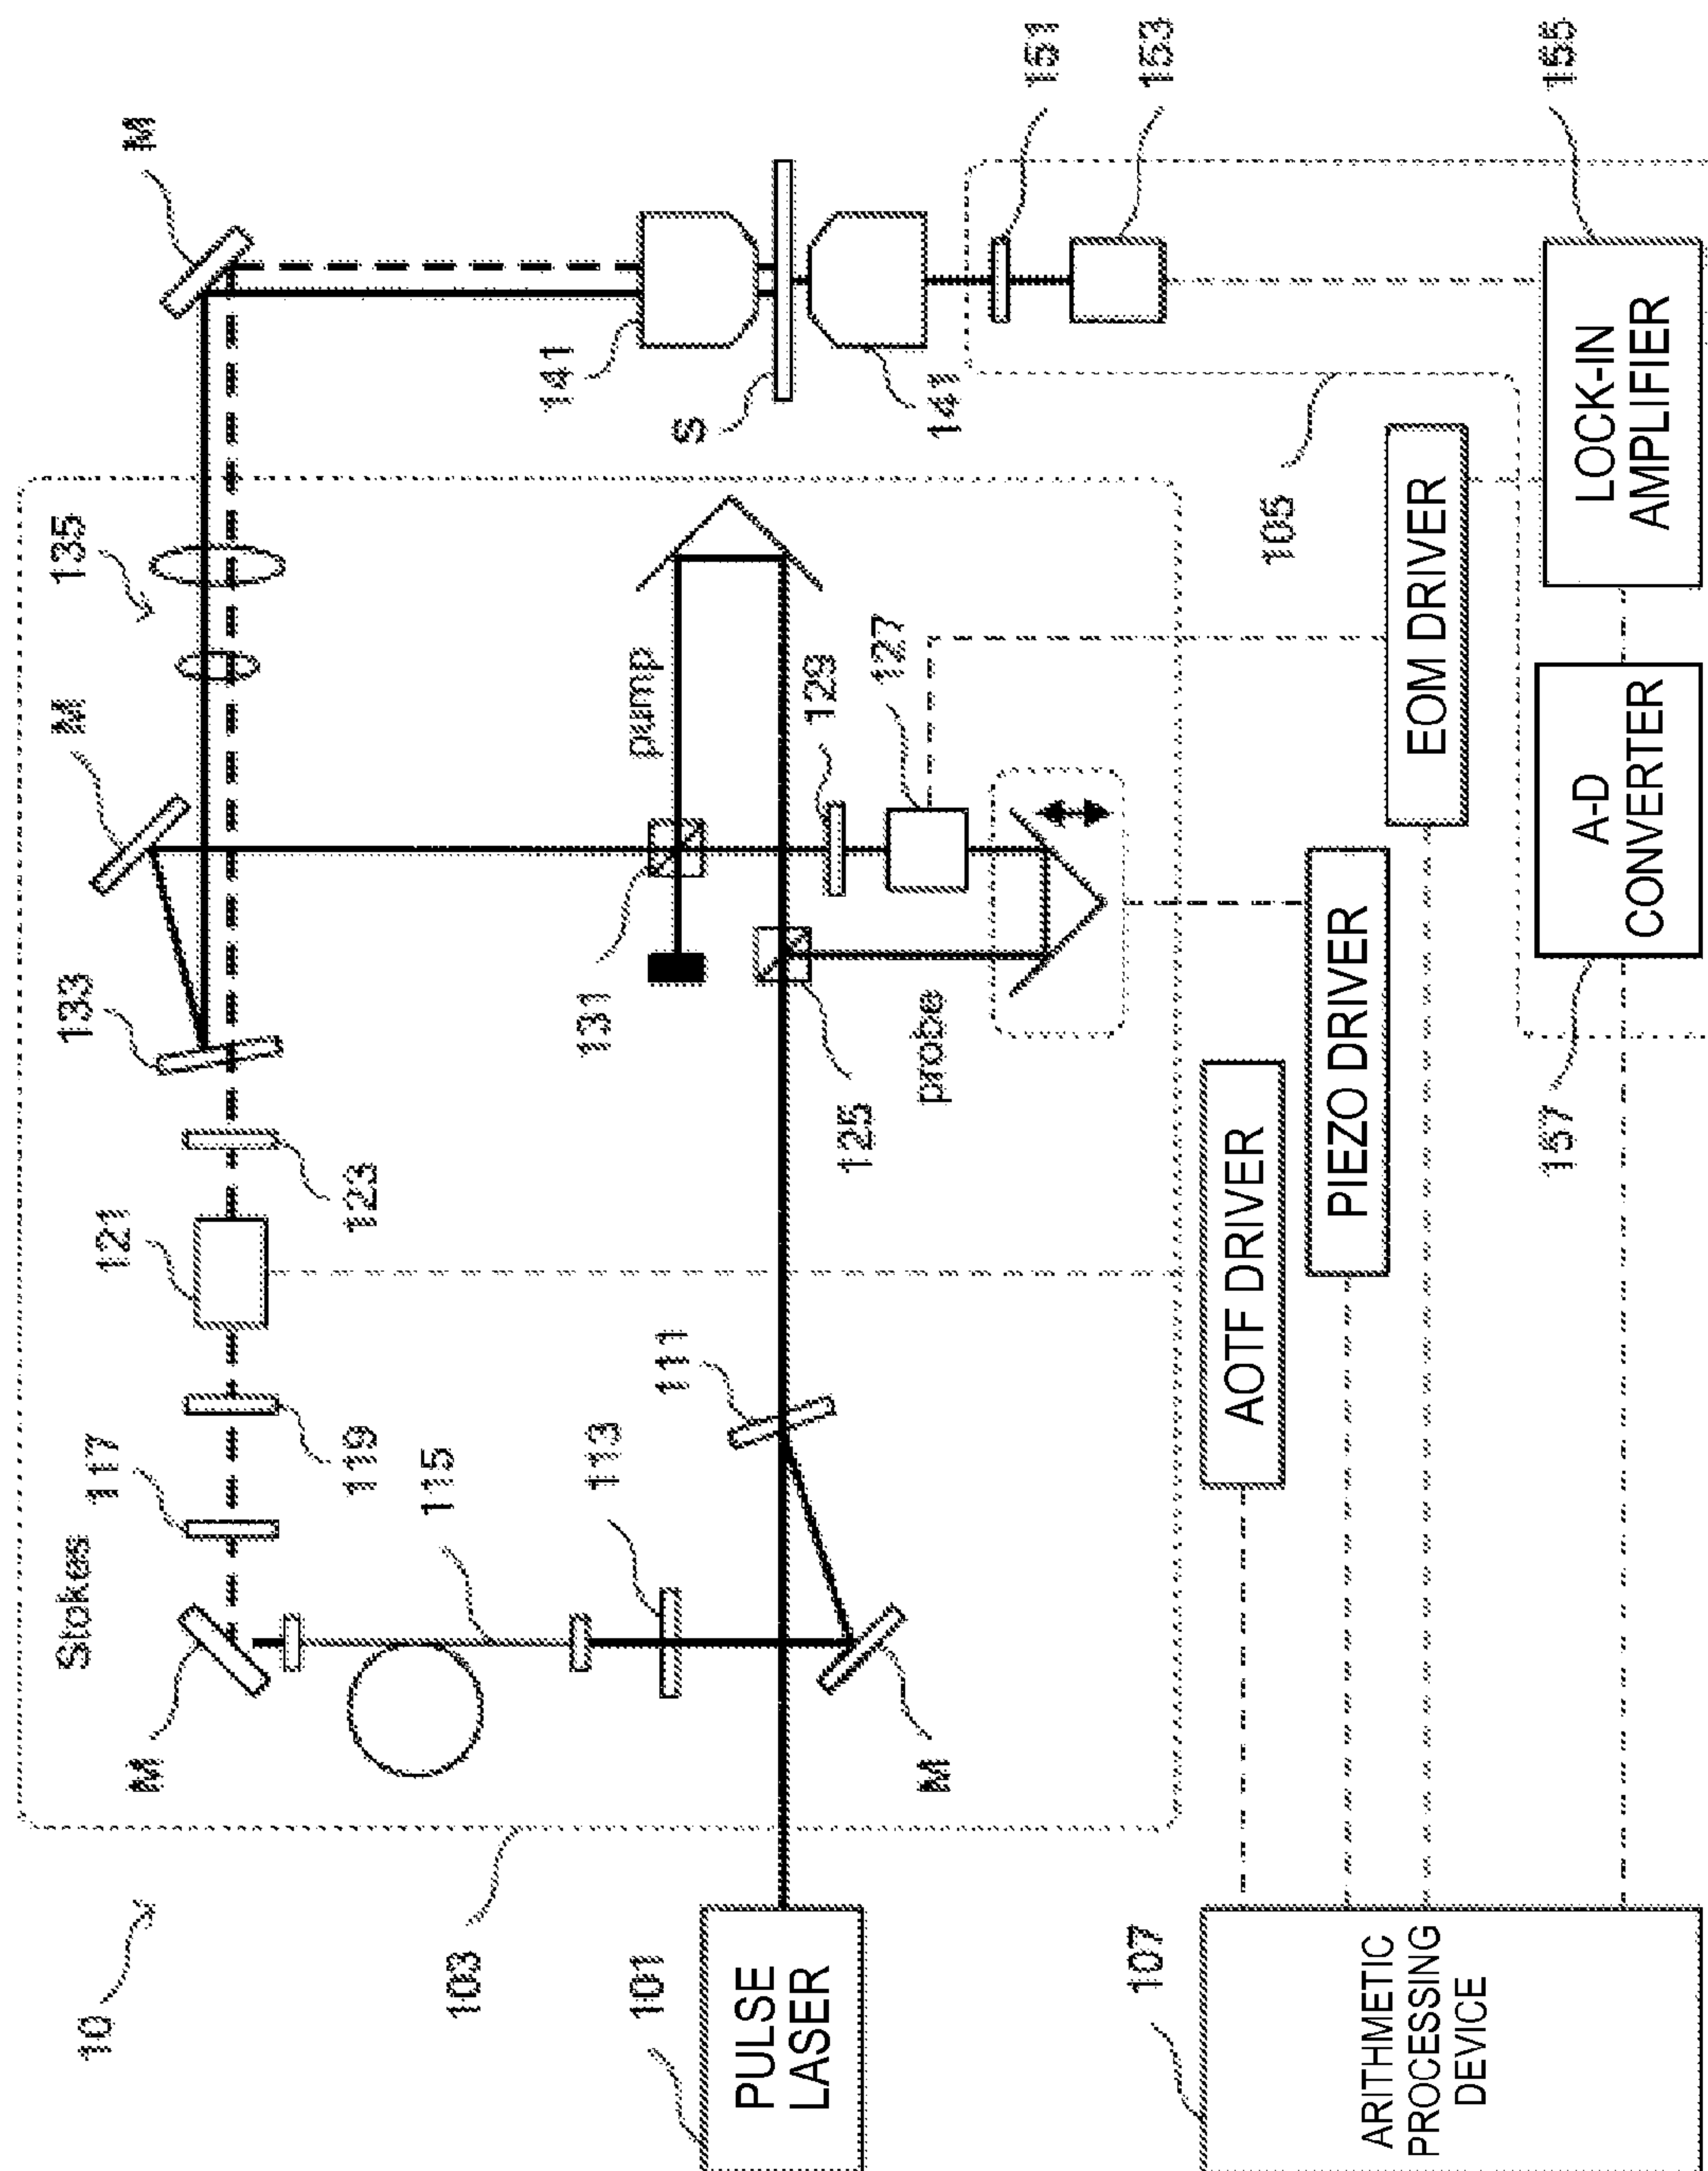 10
Stokes
M
117
121
133
M
135
M
119
123
103
115
113
131
141
101
111
pump
S
PULSE
LASER
125
129
127
M
probe
141
151
107
153
AOTF DRIVER
105
PIEZO DRIVER
EOM DRIVER
ARITHMETIC
PROCESSING
DEVICE
157
155
A-D
CONVERTER
LOCK-IN
AMPLIFIER